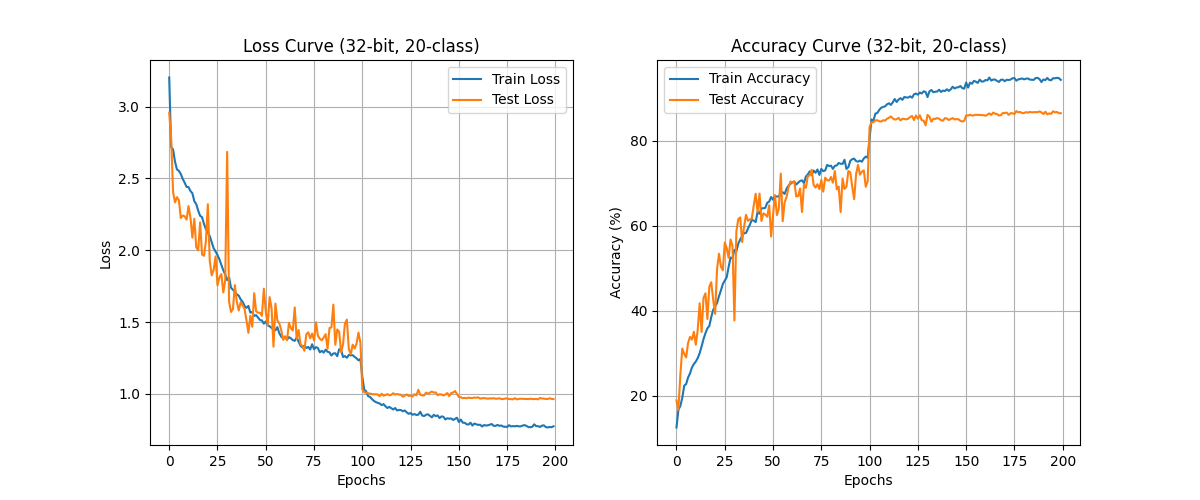 Loss Curve (32-bit, 20-class)
Train Loss
Test Loss
Loss
3.0
2.5
2.0
1.5
1.0
0 25 50 75 100 125 150 175 200
Epochs
Accuracy Curve (32-bit, 20-class)
Train Accuracy
Test Accuracy
Accuracy (%)
80
60
40
20
0 25 50 75 100 125 150 175 200
Epochs